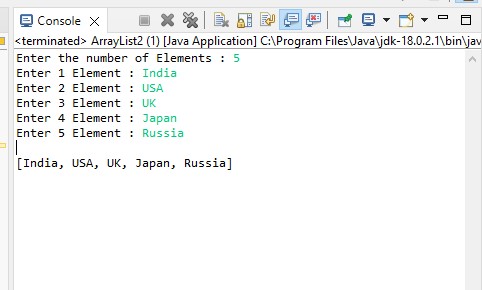 Console
<terminated> ArrayList2 (1) [Java Application] C:\Program Files\Java\jdk-18.0.2.1\bin\jav
Enter the number of Elements : 5
Enter 1 Element : India
Enter 2 Element : USA
Enter 3 Element : UK
Enter 4 Element : Japan
Enter 5 Element : Russia
[India, USA, UK, Japan, Russia]